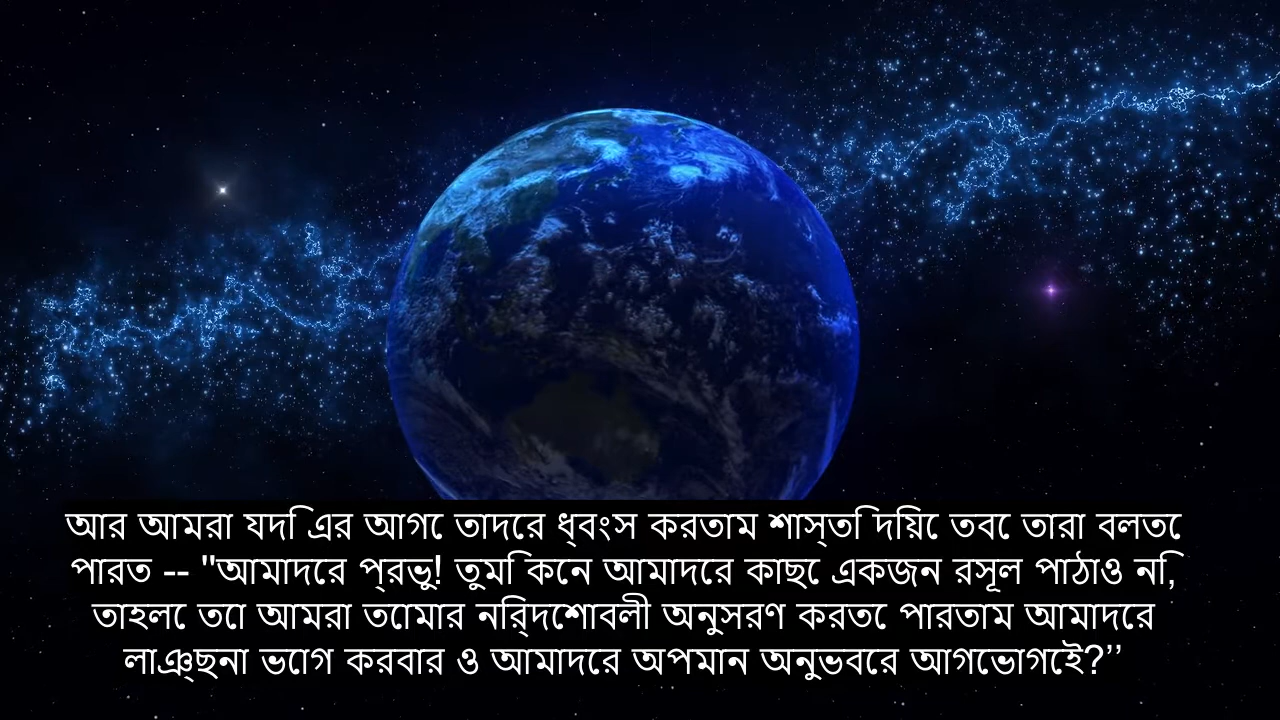 আর আমরা যদি এর আগে তাদের ধ্বংস করতাম শাস্তি দিয়ে তবে তারা বলতে
পারত -- "আমাদের প্রভু! তুমি কেন আমাদের কাছে একজন রসূল পাঠাও নি,
তাহলে তো আমরা তোমার নির্দেশাবলী অনুসরণ করতে পারতাম আমাদের
লাঞ্ছনা ভোগ করবার ও আমাদের অপমান অনুভবের আগেভাগেই?’’